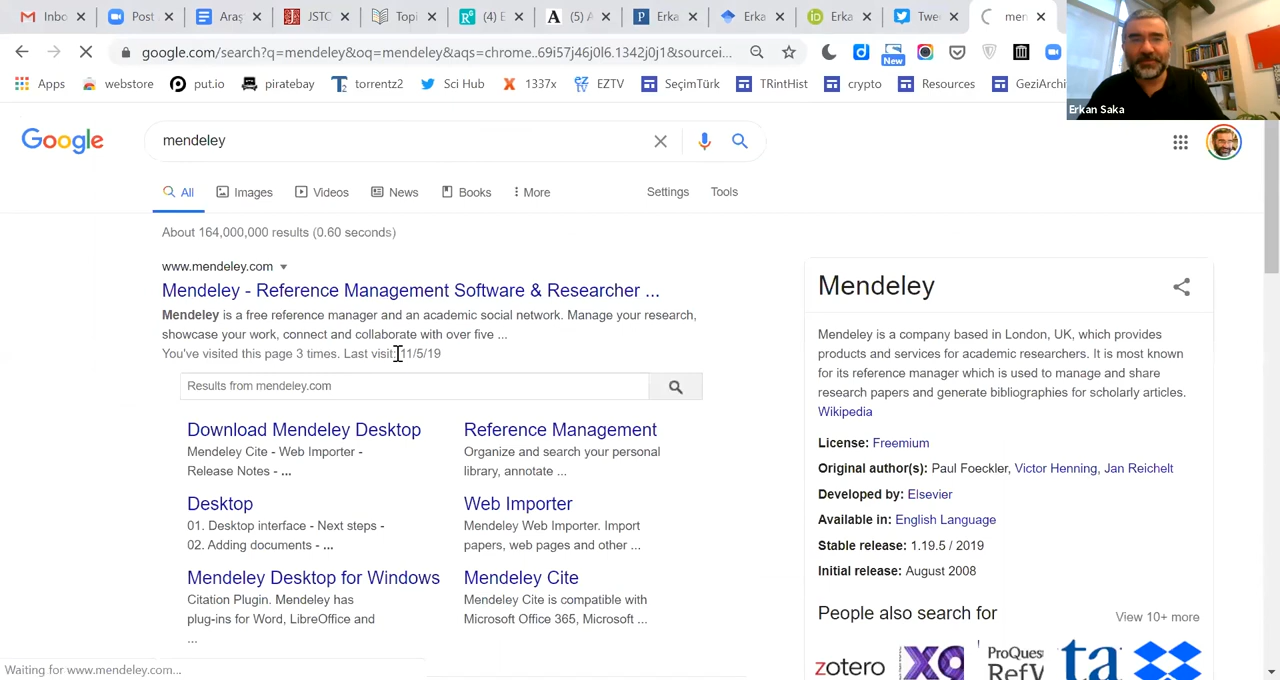 Inbo
Post
Araş
JSTC
Topi
(4) E
(5) A
Erka
Erka
Erka
Twe
men
google.com/search?q=mendeley&oq=mendeley&aqs=chrome..69i57j46j0l6.1342j0j1&sourcei...
New
Apps
webstore
put.io
piratebay
torrentz2
Sci Hub
1337x
EZTV
SeçimTürk
TRintHist
crypto
Resources
GeziArchi
Erkan Saka
Google
mendeley
All
Images
Videos
News
Books
More
Settings
Tools
About 164,000,000 results (0.60 seconds)
www.mendeley.com
Mendeley - Reference Management Software & Researcher ...
Mendeley is a free reference manager and an academic social network. Manage your research,
showcase your work, connect and collaborate with over five ...
You've visited this page 3 times. Last visit: 11/5/19
Results from mendeley.com
Download Mendeley Desktop
Mendeley Cite - Web Importer -
Release Notes - ...
Reference Management
Organize and search your personal
library, annotate ...
Desktop
01. Desktop interface - Next steps -
02. Adding documents - ...
Web Importer
Mendeley Web Importer. Import
papers, web pages and other ...
Mendeley Desktop for Windows
Citation Plugin. Mendeley has
plug-ins for Word, LibreOffice and
...
Mendeley Cite
Mendeley Cite is compatible with
Microsoft Office 365, Microsoft ...
Mendeley
Mendeley is a company based in London, UK, which provides
products and services for academic researchers. It is most known
for its reference manager which is used to manage and share
research papers and generate bibliographies for scholarly articles.
Wikipedia
License: Freemium
Original author(s): Paul Foeckler, Victor Henning, Jan Reichelt
Developed by: Elsevier
Available in: English Language
Stable release: 1.19.5 / 2019
Initial release: August 2008
People also search for
View 10+ more
zotero
ProQues
RefV
ta
Waiting for www.mendeley.com...